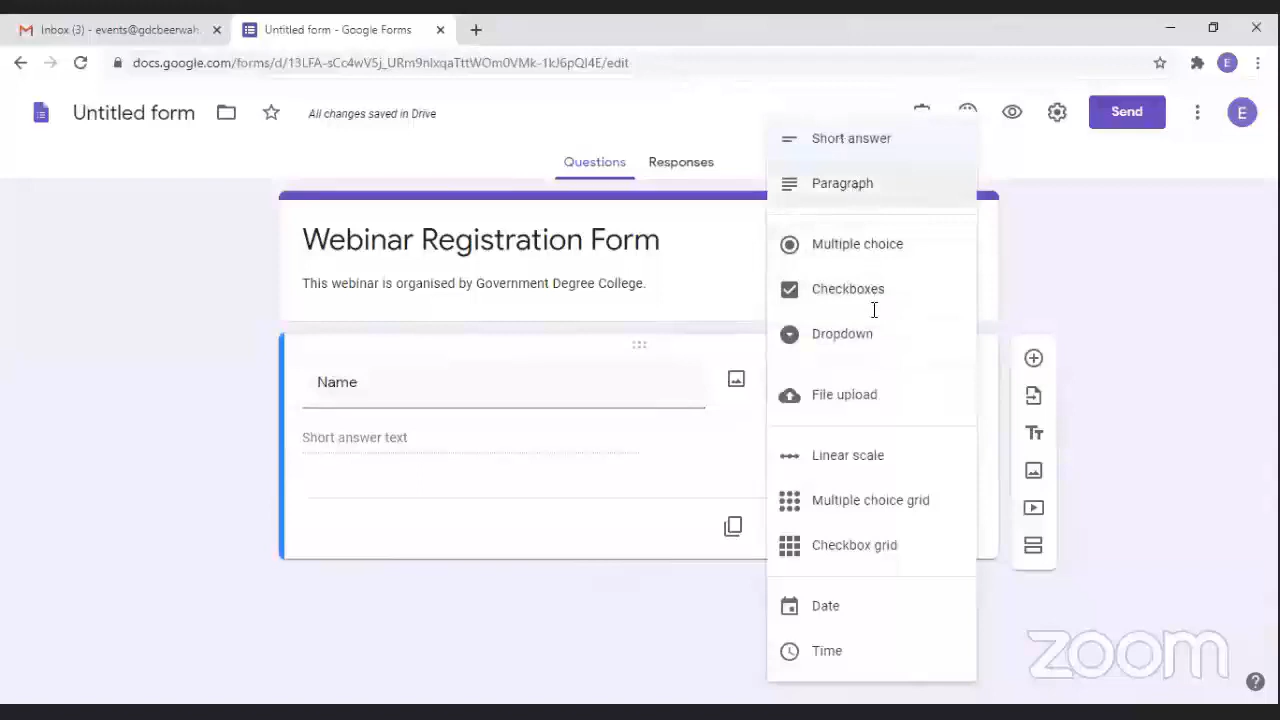 Inbox (3) - events@gdcbeerwah
Untitled form - Google Forms
docs.google.com/forms/d/13LFA-sCc4wV5j_URm9nlxqaTttWOm0VMk-1kJ6pQI4E/edit
E
Untitled form
All changes saved in Drive
Send
E
Questions
Responses
Short answer
Paragraph
Multiple choice
Checkboxes
Dropdown
File upload
Linear scale
Multiple choice grid
Checkbox grid
Date
Time
Webinar Registration Form
This webinar is organised by Government Degree College.
Name
Short answer text
Tт
zoom